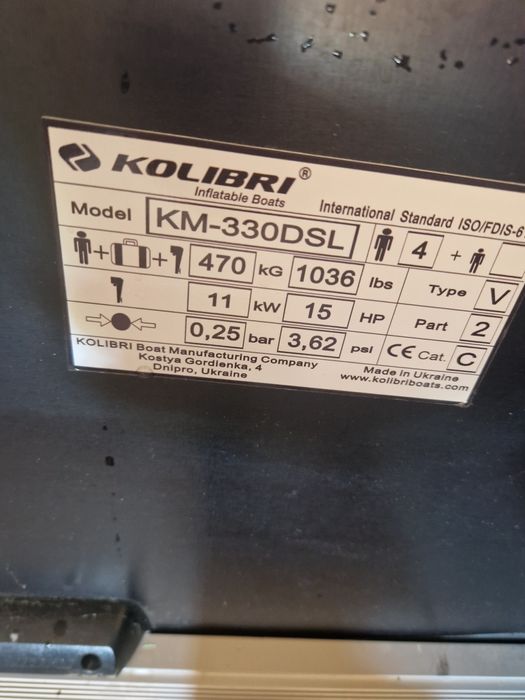 KOLIBRI®
Inflatable Boats
International Standard ISO/FDIS-6
Model KM-330DSL 4 +
+ + 470 kG 1036 lbs Type V
11 kW 15 HP Part 2
0,25 bar 3,62 psi CE Cat. C
KOLIBRI Boat Manufacturing Company
Kostya Gordienka, 4
Dnipro, Ukraine
Made in Ukraine
www.kolibriboats.com